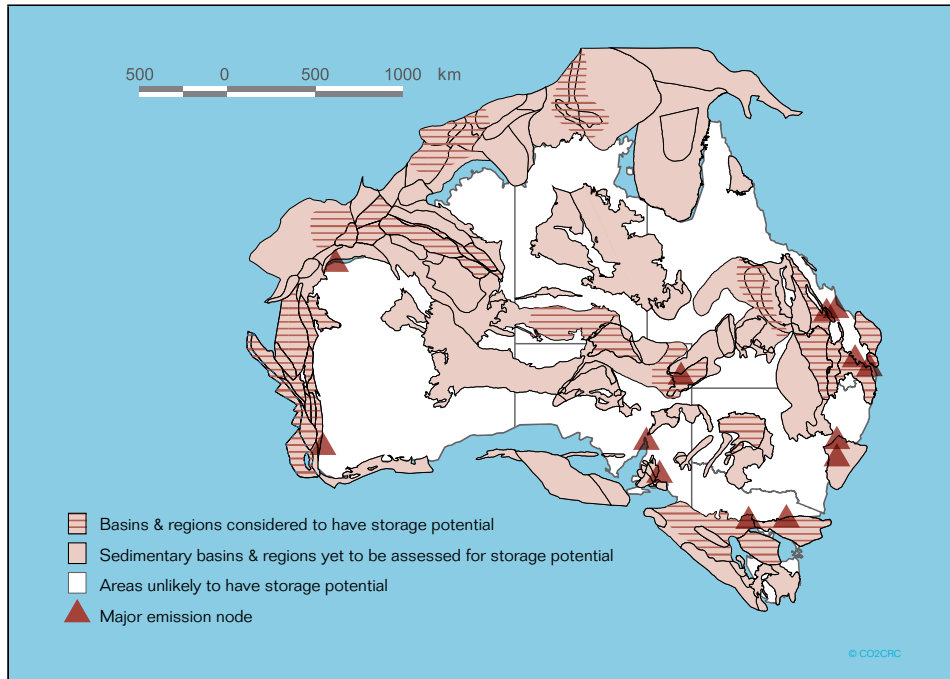 500 0 500 1000 km
Basins & regions considered to have storage potential
Sedimentary basins & regions yet to be assessed for storage potential
Areas unlikely to have storage potential
Major emission node
© CO2CRC